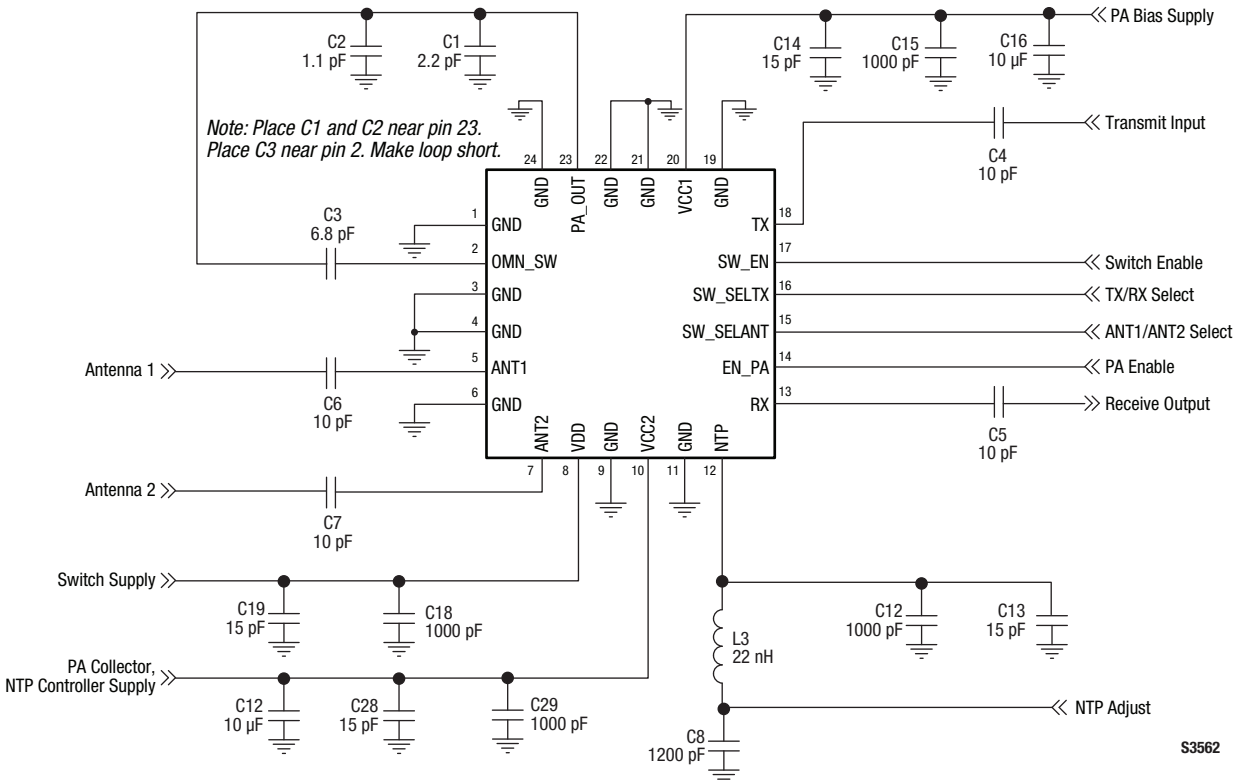 PA Bias Supply
C2
1.1 pF
C1
2.2 pF
C14
15 pF
C15
1000 pF
C16
10 µF
Note: Place C1 and C2 near pin 23.
Place C3 near pin 2. Make loop short.
Transmit Input
C4
10 pF
24
23
22
21
20
19
GND
PA_OUT
GND
GND
VCC1
GND
C3
6.8 pF
1
GND
2
OMN_SW
3
GND
4
GND
5
ANT1
6
GND
TX
18
SW_EN
17
Switch Enable
SW_SELTX
16
TX/RX Select
SW_SELANT
15
ANT1/ANT2 Select
EN_PA
14
PA Enable
RX
13
Receive Output
C5
10 pF
Antenna 1
C6
10 pF
ANT2
VDD
GND
VCC2
GND
NTP
7
8
9
10
11
12
Antenna 2
C7
10 pF
Switch Supply
C19
15 pF
C18
1000 pF
C12
1000 pF
C13
15 pF
L3
22 nH
PA Collector,
NTP Controller Supply
C12
10 µF
C28
15 pF
C29
1000 pF
NTP Adjust
C8
1200 pF
S3562